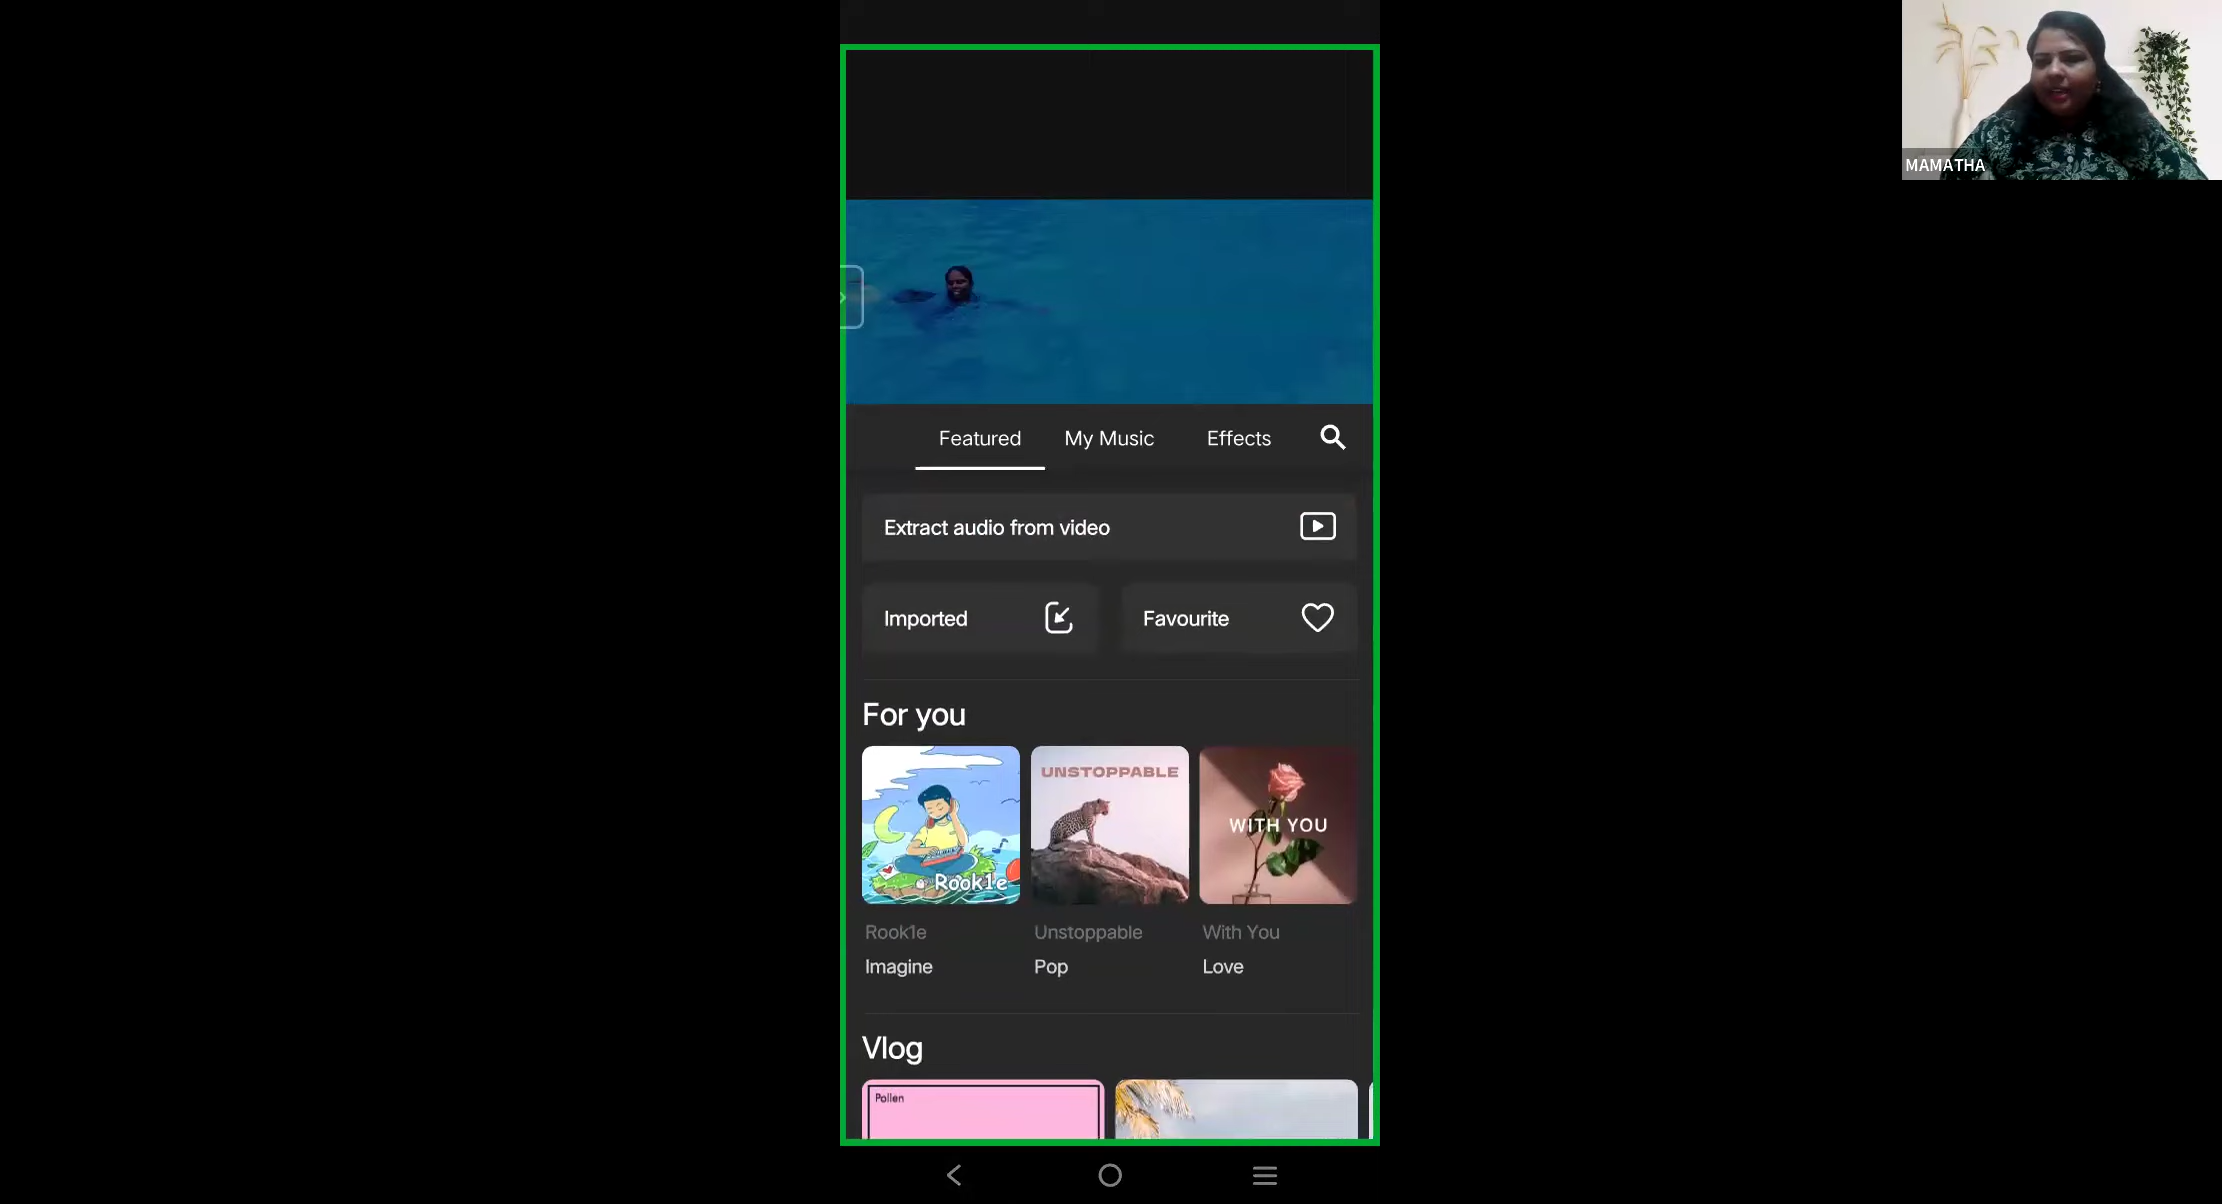 MAMATHA
Featured My Music Effects
Extract audio from video
Imported Favourite
For you
Rook1e
UNSTOPPABLE
WITH YOU
Rook1e Unstoppable With You
Imagine Pop Love
Vlog
Pollen